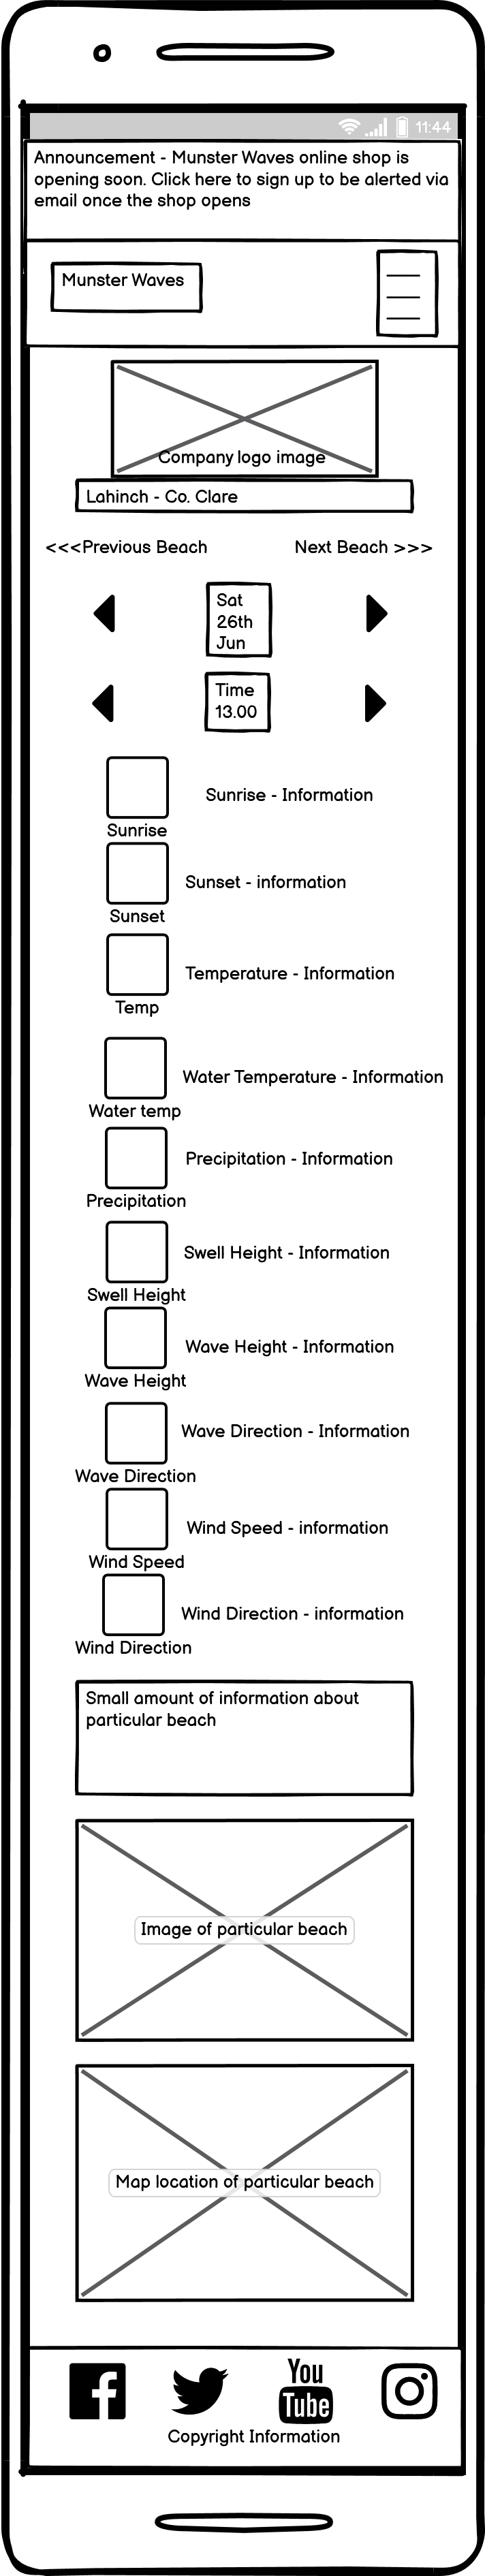 11:44
Announcement - Munster Waves online shop is
opening soon. Click here to sign up to be alerted via
email once the shop opens
Munster Waves
Company logo image
Lahinch - Co. Clare
<<<Previous Beach Next Beach >>>
Sat
26th
Jun
Time
13.00
Sunrise - Information
Sunrise
Sunset - information
Sunset
Temperature - Information
Temp
Water Temperature - Information
Water temp
Precipitation - Information
Precipitation
Swell Height - Information
Swell Height
Wave Height - Information
Wave Height
Wave Direction - Information
Wave Direction
Wind Speed - information
Wind Speed
Wind Direction - information
Wind Direction
Small amount of information about
particular beach
Image of particular beach
Map location of particular beach
You
Tube
Copyright Information